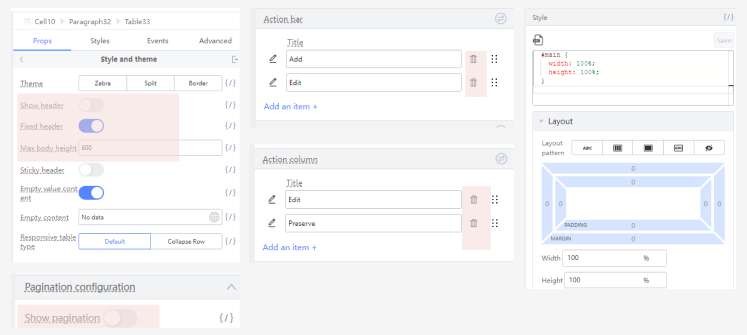 Cell10 > Paragraph32 > Table33
Props Styles Events Advanced
Style and theme
Theme Zebra Split Border {/}
Show header {/}
Fixed header {/}
Max body height 600 {/}
Sticky header {/}
Empty value cont
ent {/}
Empty content No data {/}
Responsive table
type Default Collapse Row {/}
Pagination configuration
Show pagination {/}
Action bar
Title
Add
Edit
Add an item +
Action column
Title
Edit
Preserve
Add an item +
Style {/}
Save
#main {
width: 100%;
height: 100%;
}
Layout
Layout
pattern ABC
0
0
0 0 0 0
PADDING 0
MARGIN 0
Width 100 %
Height 100 %